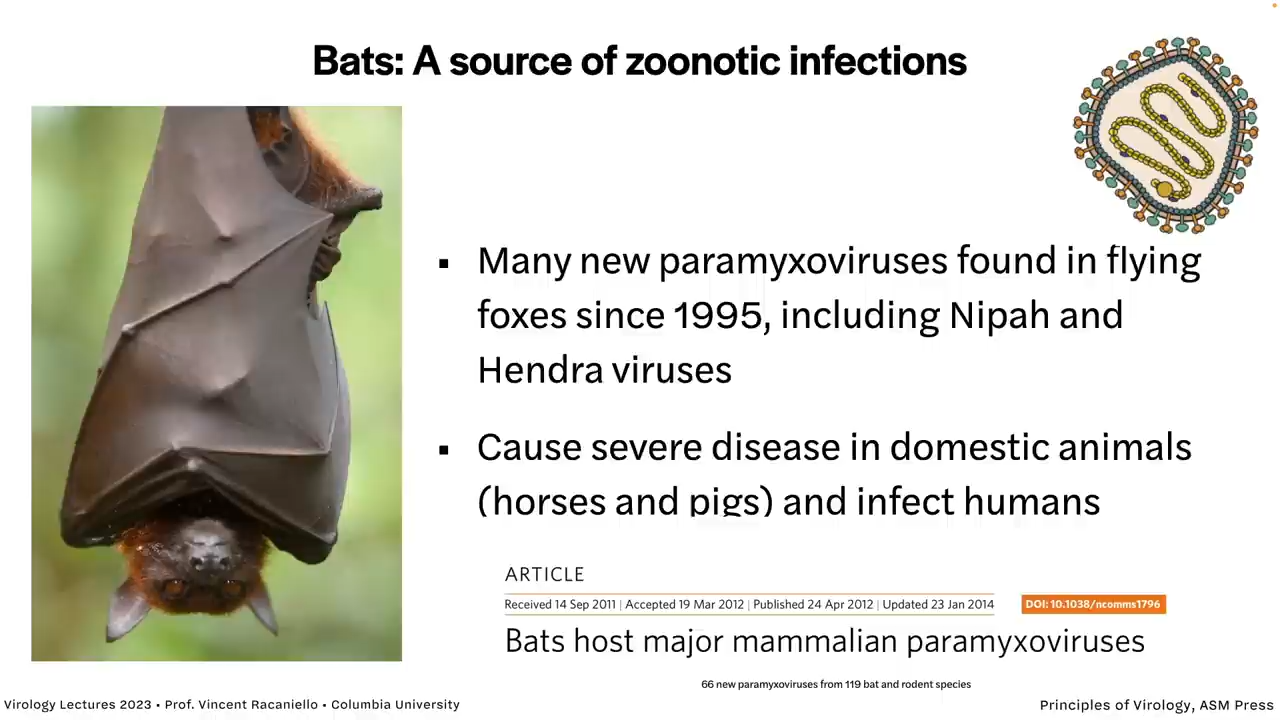 Bats: A source of zoonotic infections
▪ Many new paramyxoviruses found in flying
foxes since 1995, including Nipah and
Hendra viruses
▪ Cause severe disease in domestic animals
(horses and pigs) and infect humans
ARTICLE
Received 14 Sep 2011 | Accepted 19 Mar 2012 | Published 24 Apr 2012 | Updated 23 Jan 2014
DOI: 10.1038/ncomms1796
Bats host major mammalian paramyxoviruses
66 new paramyxoviruses from 119 bat and rodent species
Virology Lectures 2023 • Prof. Vincent Racaniello • Columbia University
Principles of Virology, ASM Press